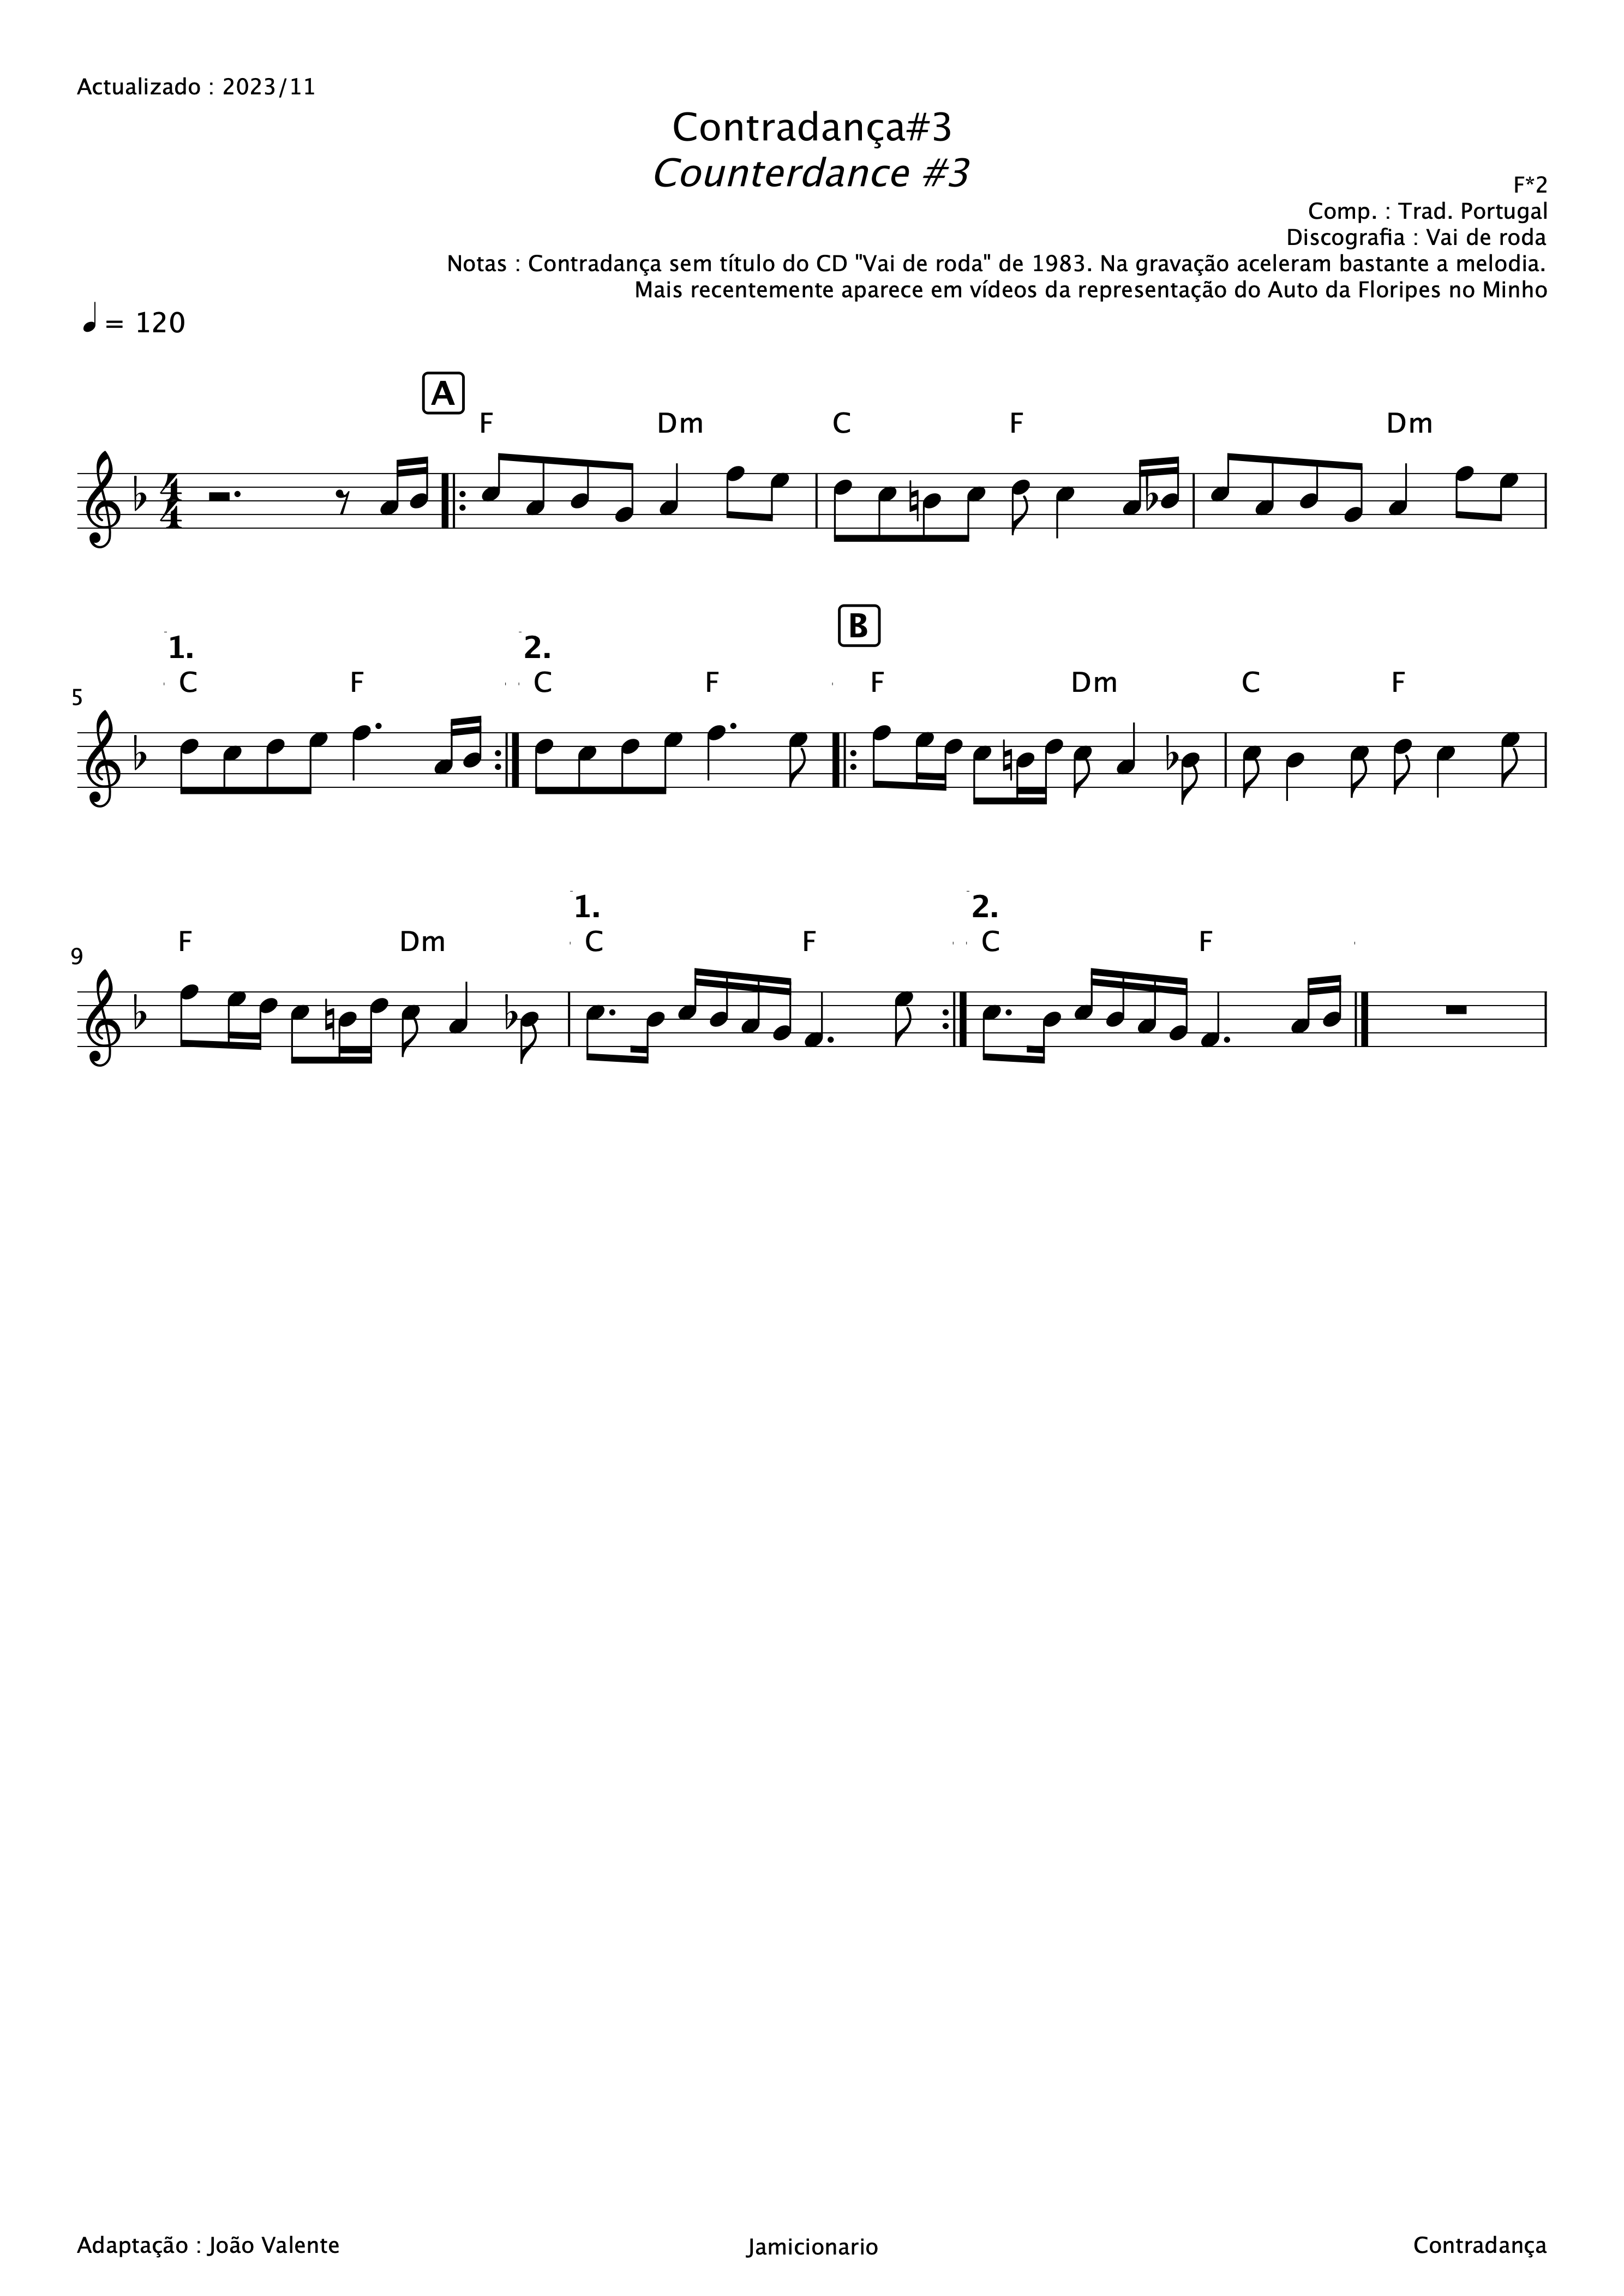 Actualizado : 2023/11
Contradança#3
Counterdance #3
F*2
Comp. : Trad. Portugal
Discografia : Vai de roda
Notas : Contradança sem título do CD "Vai de roda" de 1983. Na gravação aceleram bastante a melodia.
Mais recentemente aparece em vídeos da representação do Auto da Floripes no Minho
= 120
A
F Dm C F Dm
4
4
B
1. 2.
5 C F C F F Dm C F
1. 2.
9 F Dm C F C F
Adaptação : João Valente
Jamicionario
Contradança